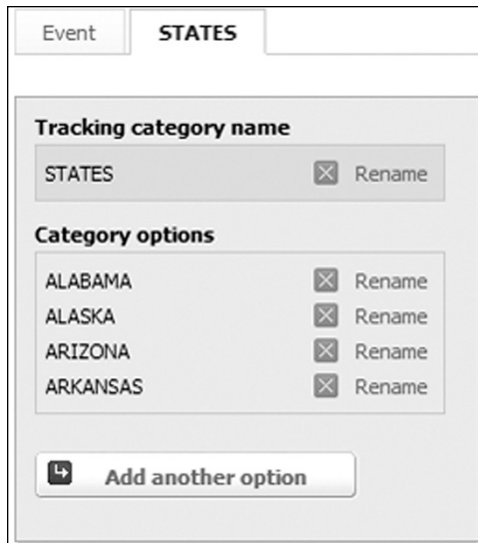 Event STATES
Tracking category name
STATES Rename
Category options
ALABAMA Rename
ALASKA Rename
ARIZONA Rename
ARKANSAS Rename
Add another option